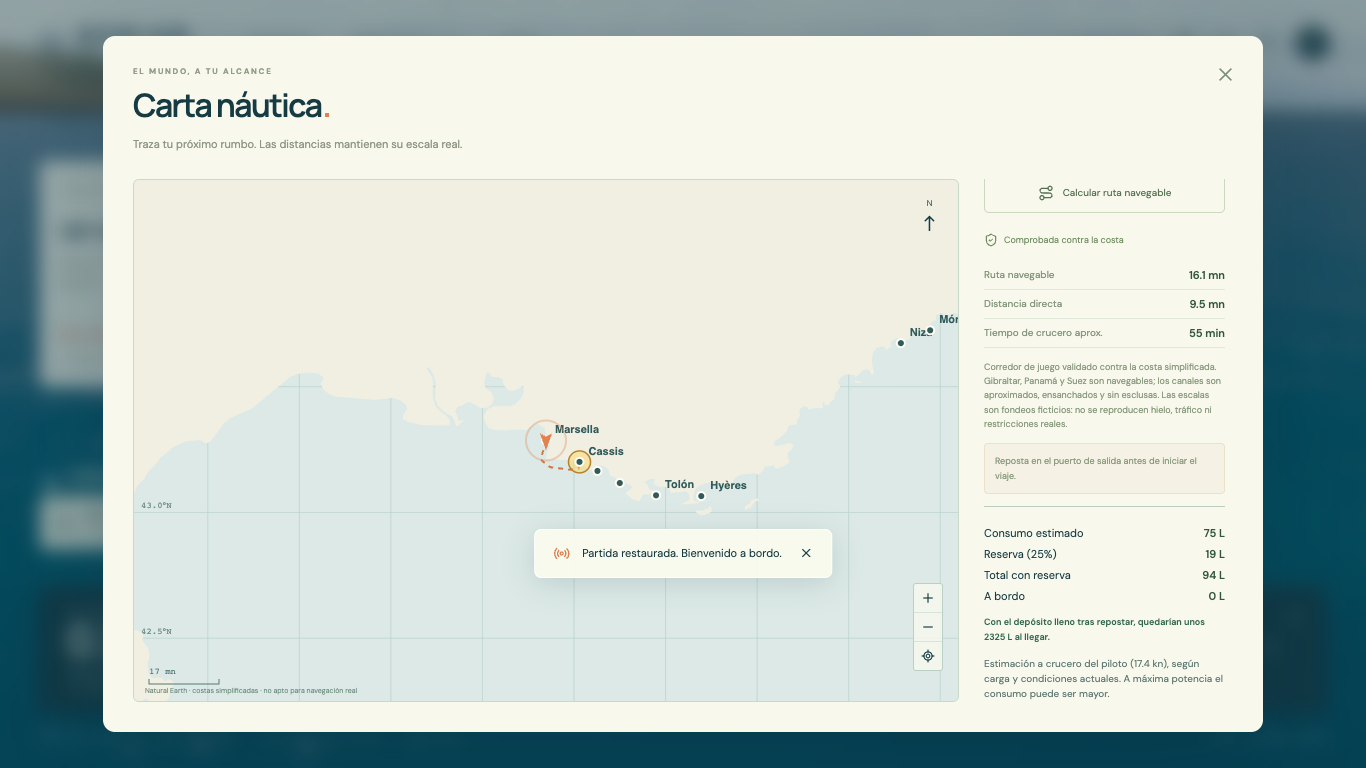 EL MUNDO, A TU ALCANCE
Carta náutica.
Traza tu próximo rumbo. Las distancias mantienen su escala real.
N
Món
Niza
Marsella
Cassis
Tolón
Hyères
43.0°N
42.5°N
17 mn
Natural Earth · costas simplificadas · no apto para navegación real
Partida restaurada. Bienvenido a bordo.
Calcular ruta navegable
Comprobada contra la costa
Ruta navegable 16.1 mn
Distancia directa 9.5 mn
Tiempo de crucero aprox. 55 min
Corredor de juego validado contra la costa simplificada.
Gibraltar, Panamá y Suez son navegables; los canales son
aproximados, ensanchados y sin esclusas. Las escalas
son fondeos ficticios: no se reproducen hielo, tráfico ni
restricciones reales.
Reposta en el puerto de salida antes de iniciar el
viaje.
Consumo estimado 75 L
Reserva (25%) 19 L
Total con reserva 94 L
A bordo 0 L
Con el depósito lleno tras repostar, quedarían unos
2325 L al llegar.
Estimación a crucero del piloto (17.4 kn), según
carga y condiciones actuales. A máxima potencia el
consumo puede ser mayor.